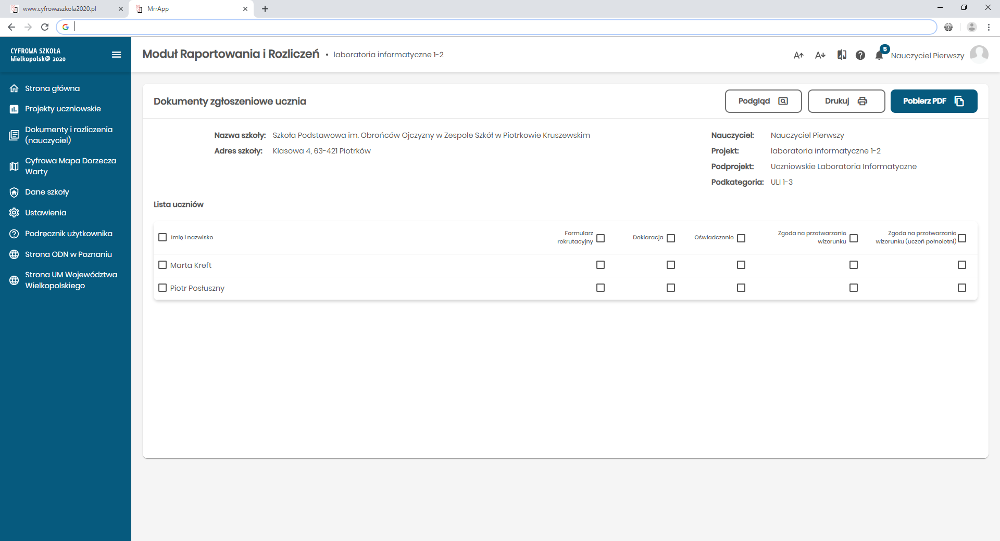 www.cyfrowaszkola2020.pl
MrrApp
CYFROWA SZKOŁA
Wielkopolsk@ 2020
Moduł Raportowania i Rozliczeń • laboratoria informatyczne 1-2
5
Nauczyciel Pierwszy
Strona główna
Projekty uczniowskie
Dokumenty i rozliczenia
(nauczyciel)
Cyfrowa Mapa Dorzecza
Warty
Dane szkoły
Ustawienia
Podręcznik użytkownika
Strona ODN w Poznaniu
Strona UM Województwa
Wielkopolskiego
Dokumenty zgłoszeniowe ucznia
Podgląd
Drukuj
Pobierz PDF
Nazwa szkoły: Szkoła Podstawowa im. Obrońców Ojczyzny w Zespole Szkół w Piotrkowie Kruszewskim
Adres szkoły: Klasowa 4, 63-421 Piotrków
Nauczyciel: Nauczyciel Pierwszy
Projekt: laboratoria informatyczne 1-2
Podprojekt: Uczniowskie Laboratoria Informatyczne
Podkategoria: ULI 1-3
Lista uczniów
Imię i nazwisko
Formularz
rekrutacyjny
Deklaracja
Oświadczenie
Zgoda na przetwarzanie
wizerunku
Zgoda na przetwarzanie
wizerunku (uczeń pełnoletni)
Marta Kreft
Piotr Posłuszny